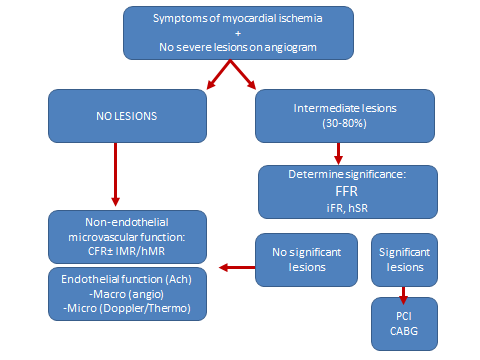 Symptoms of myocardial ischemia
+
No severe lesions on angiogram
NO LESIONS
Intermediate lesions
(30-80%)
Determine significance:
FFR
iFR, hSR
Non-endothelial
microvascular function:
CFR± IMR/hMR
Endothelial function (Ach)
-Macro (angio)
-Micro (Doppler/Thermo)
No significant
lesions
Significant
lesions
PCI
CABG